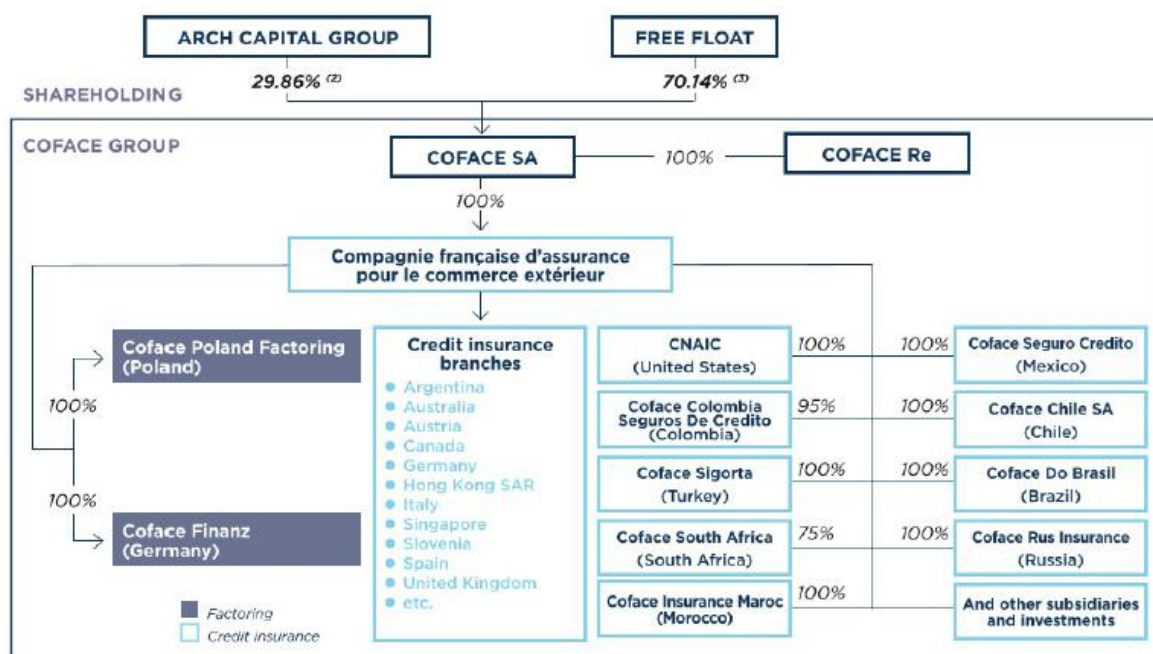 ARCH CAPITAL GROUP
FREE FLOAT
29.86% (2)
70.14% (3)
SHAREHOLDING
COFACE GROUP
COFACE SA
100%
COFACE Re
100%
Compagnie française d'assurance
pour le commerce extérieur
Coface Poland Factoring
(Poland)
100%
100%
Coface Finanz
(Germany)
Factoring
Credit insurance
Credit insurance
branches
Argentina
Australia
Austria
Canada
Germany
Hong Kong SAR
Italy
Singapore
Slovenia
Spain
United Kingdom
etc.
CNAIC
(United States)
100%
100%
Coface Seguro Credito
(Mexico)
Coface Colombia
Seguros De Credito
(Colombia)
95%
100%
Coface Chile SA
(Chile)
Coface Sigorta
(Turkey)
100%
100%
Coface Do Brasil
(Brazil)
Coface South Africa
(South Africa)
75%
100%
Coface Rus Insurance
(Russia)
Coface Insurance Maroc
(Morocco)
100%
And other subsidiaries
and investments